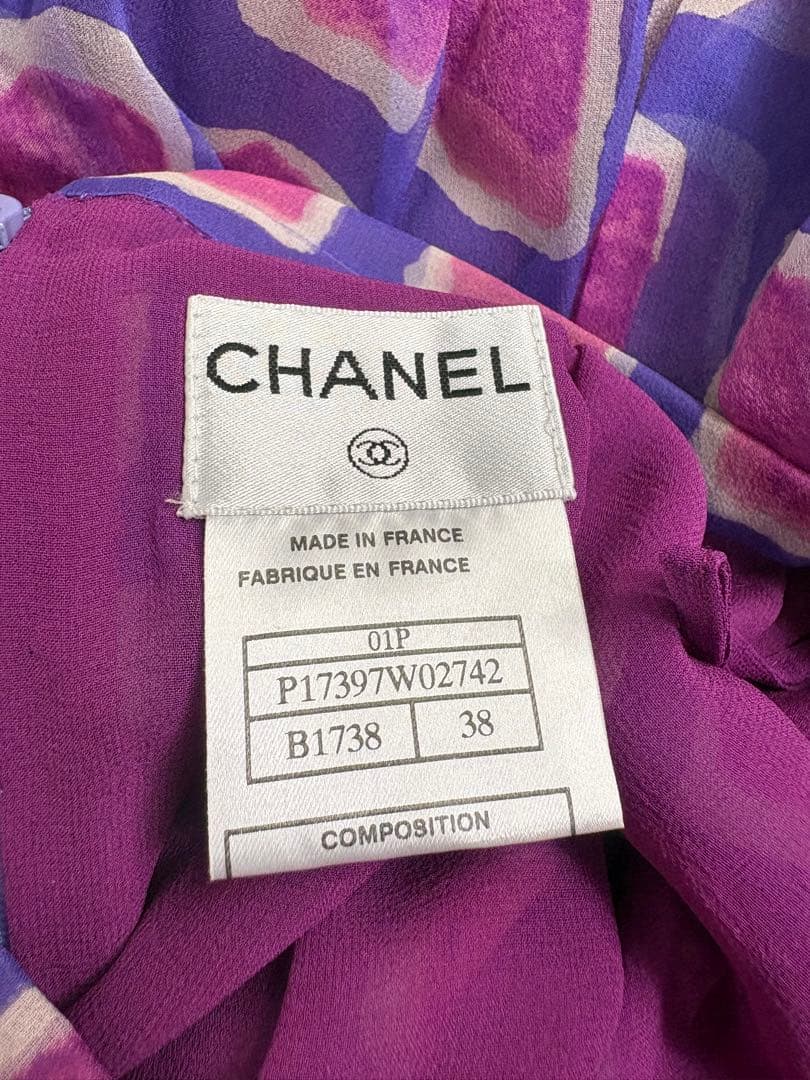 CHANEL
MADE IN FRANCE
FABRIQUE EN FRANCE
01P
P17397W02742
B1738 38
COMPOSITION